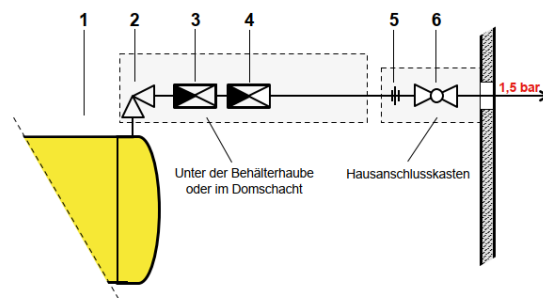 1 2 3 4 5 6
1,5 bar
Unter der Behälterhaube
oder im Domschacht
Hausanschlusskasten